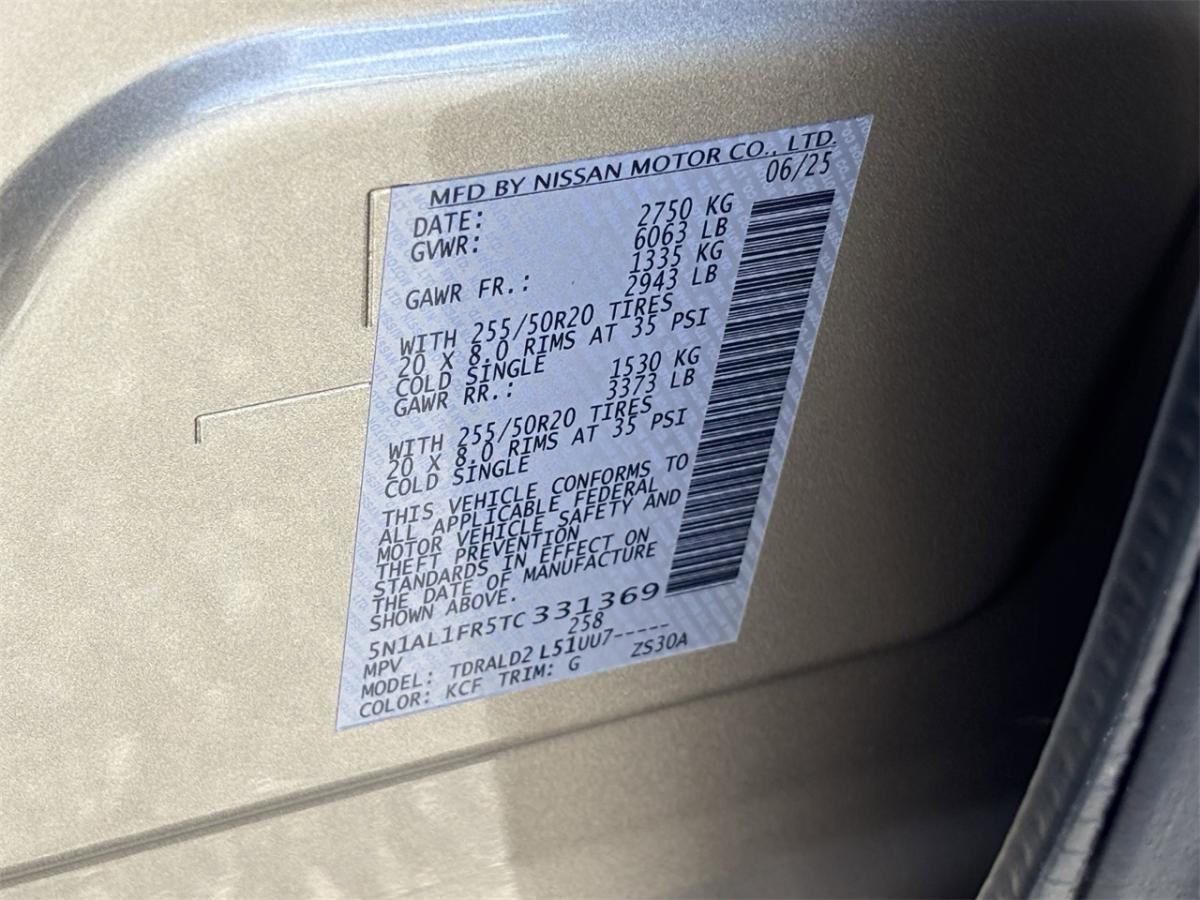 MFD BY NISSAN MOTOR CO., LTD.
DATE: 06/25
GVWR: 2750 KG
6063 LB
GAWR FR.: 1335 KG
2943 LB
WITH 255/50R20 TIRES
20 X 8.0 RIMS AT 35 PSI
COLD SINGLE
GAWR RR.: 1530 KG
3373 LB
WITH 255/50R20 TIRES
20 X 8.0 RIMS AT 35 PSI
COLD SINGLE
THIS VEHICLE CONFORMS TO
ALL APPLICABLE FEDERAL
MOTOR VEHICLE SAFETY AND
THEFT PREVENTION
STANDARDS IN EFFECT ON
THE DATE OF MANUFACTURE
SHOWN ABOVE.
5N1AL1FR5TC331369
MPV 258
MODEL: TDRALD2 L51UU7-----
COLOR: KCF TRIM: G ZS30A